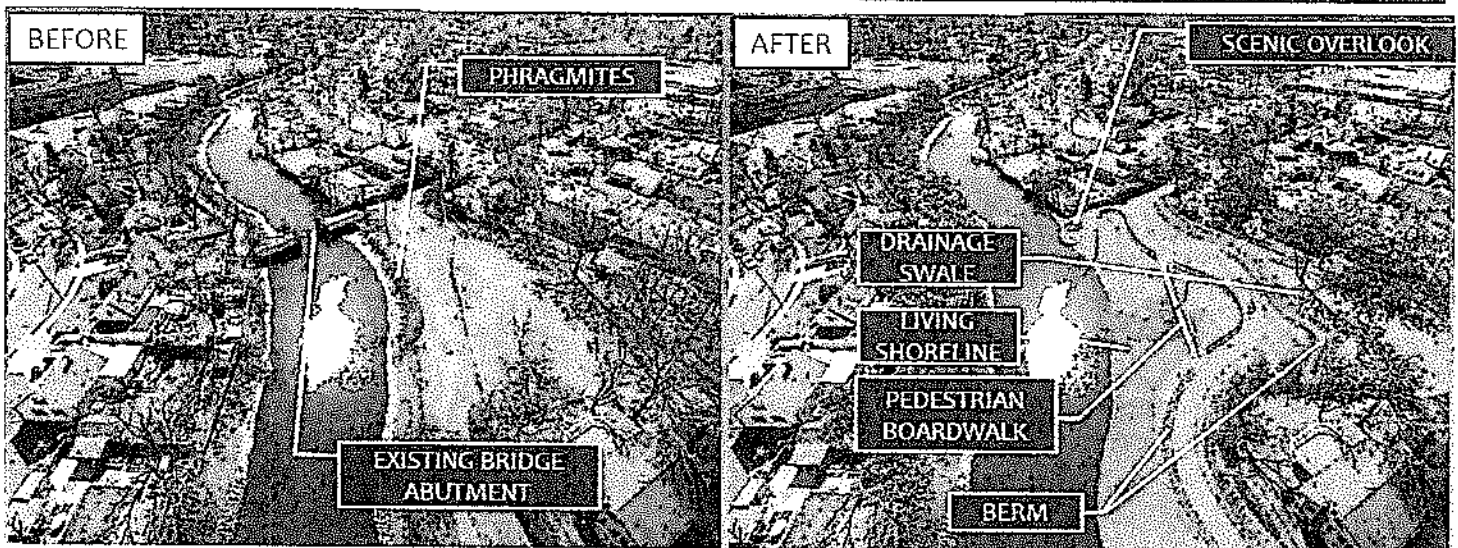 BEFORE
PHRAGMITES
EXISTING BRIDGE
ABUTMENT
AFTER
SCENIC OVERLOOK
DRAINAGE
SWALE
LIVING
SHORELINE
PEDESTRIAN
BOARDWALK
BERM